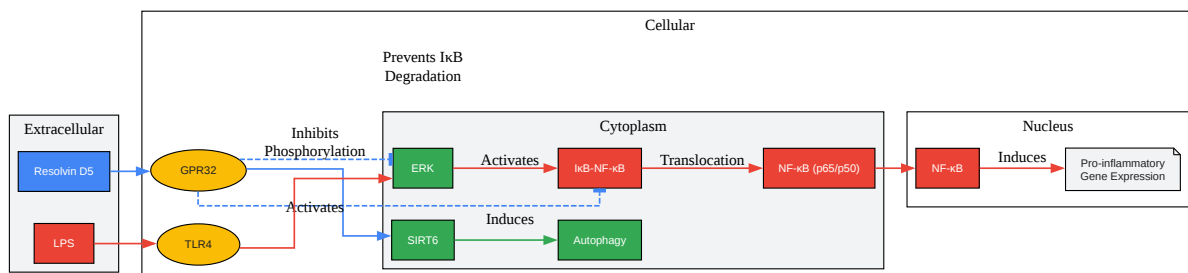 Cellular
Prevents IκB
Degradation
Extracellular
Cytoplasm
Nucleus
Inhibits
Phosphorylation
Resolvin D5
GPR32
ERK
Activates
IκB-NF-κB
Translocation
NF-κB (p65/p50)
NF-κB
Induces
Pro-inflammatory
Gene Expression
Activates
LPS
TLR4
SIRT6
Induces
Autophagy